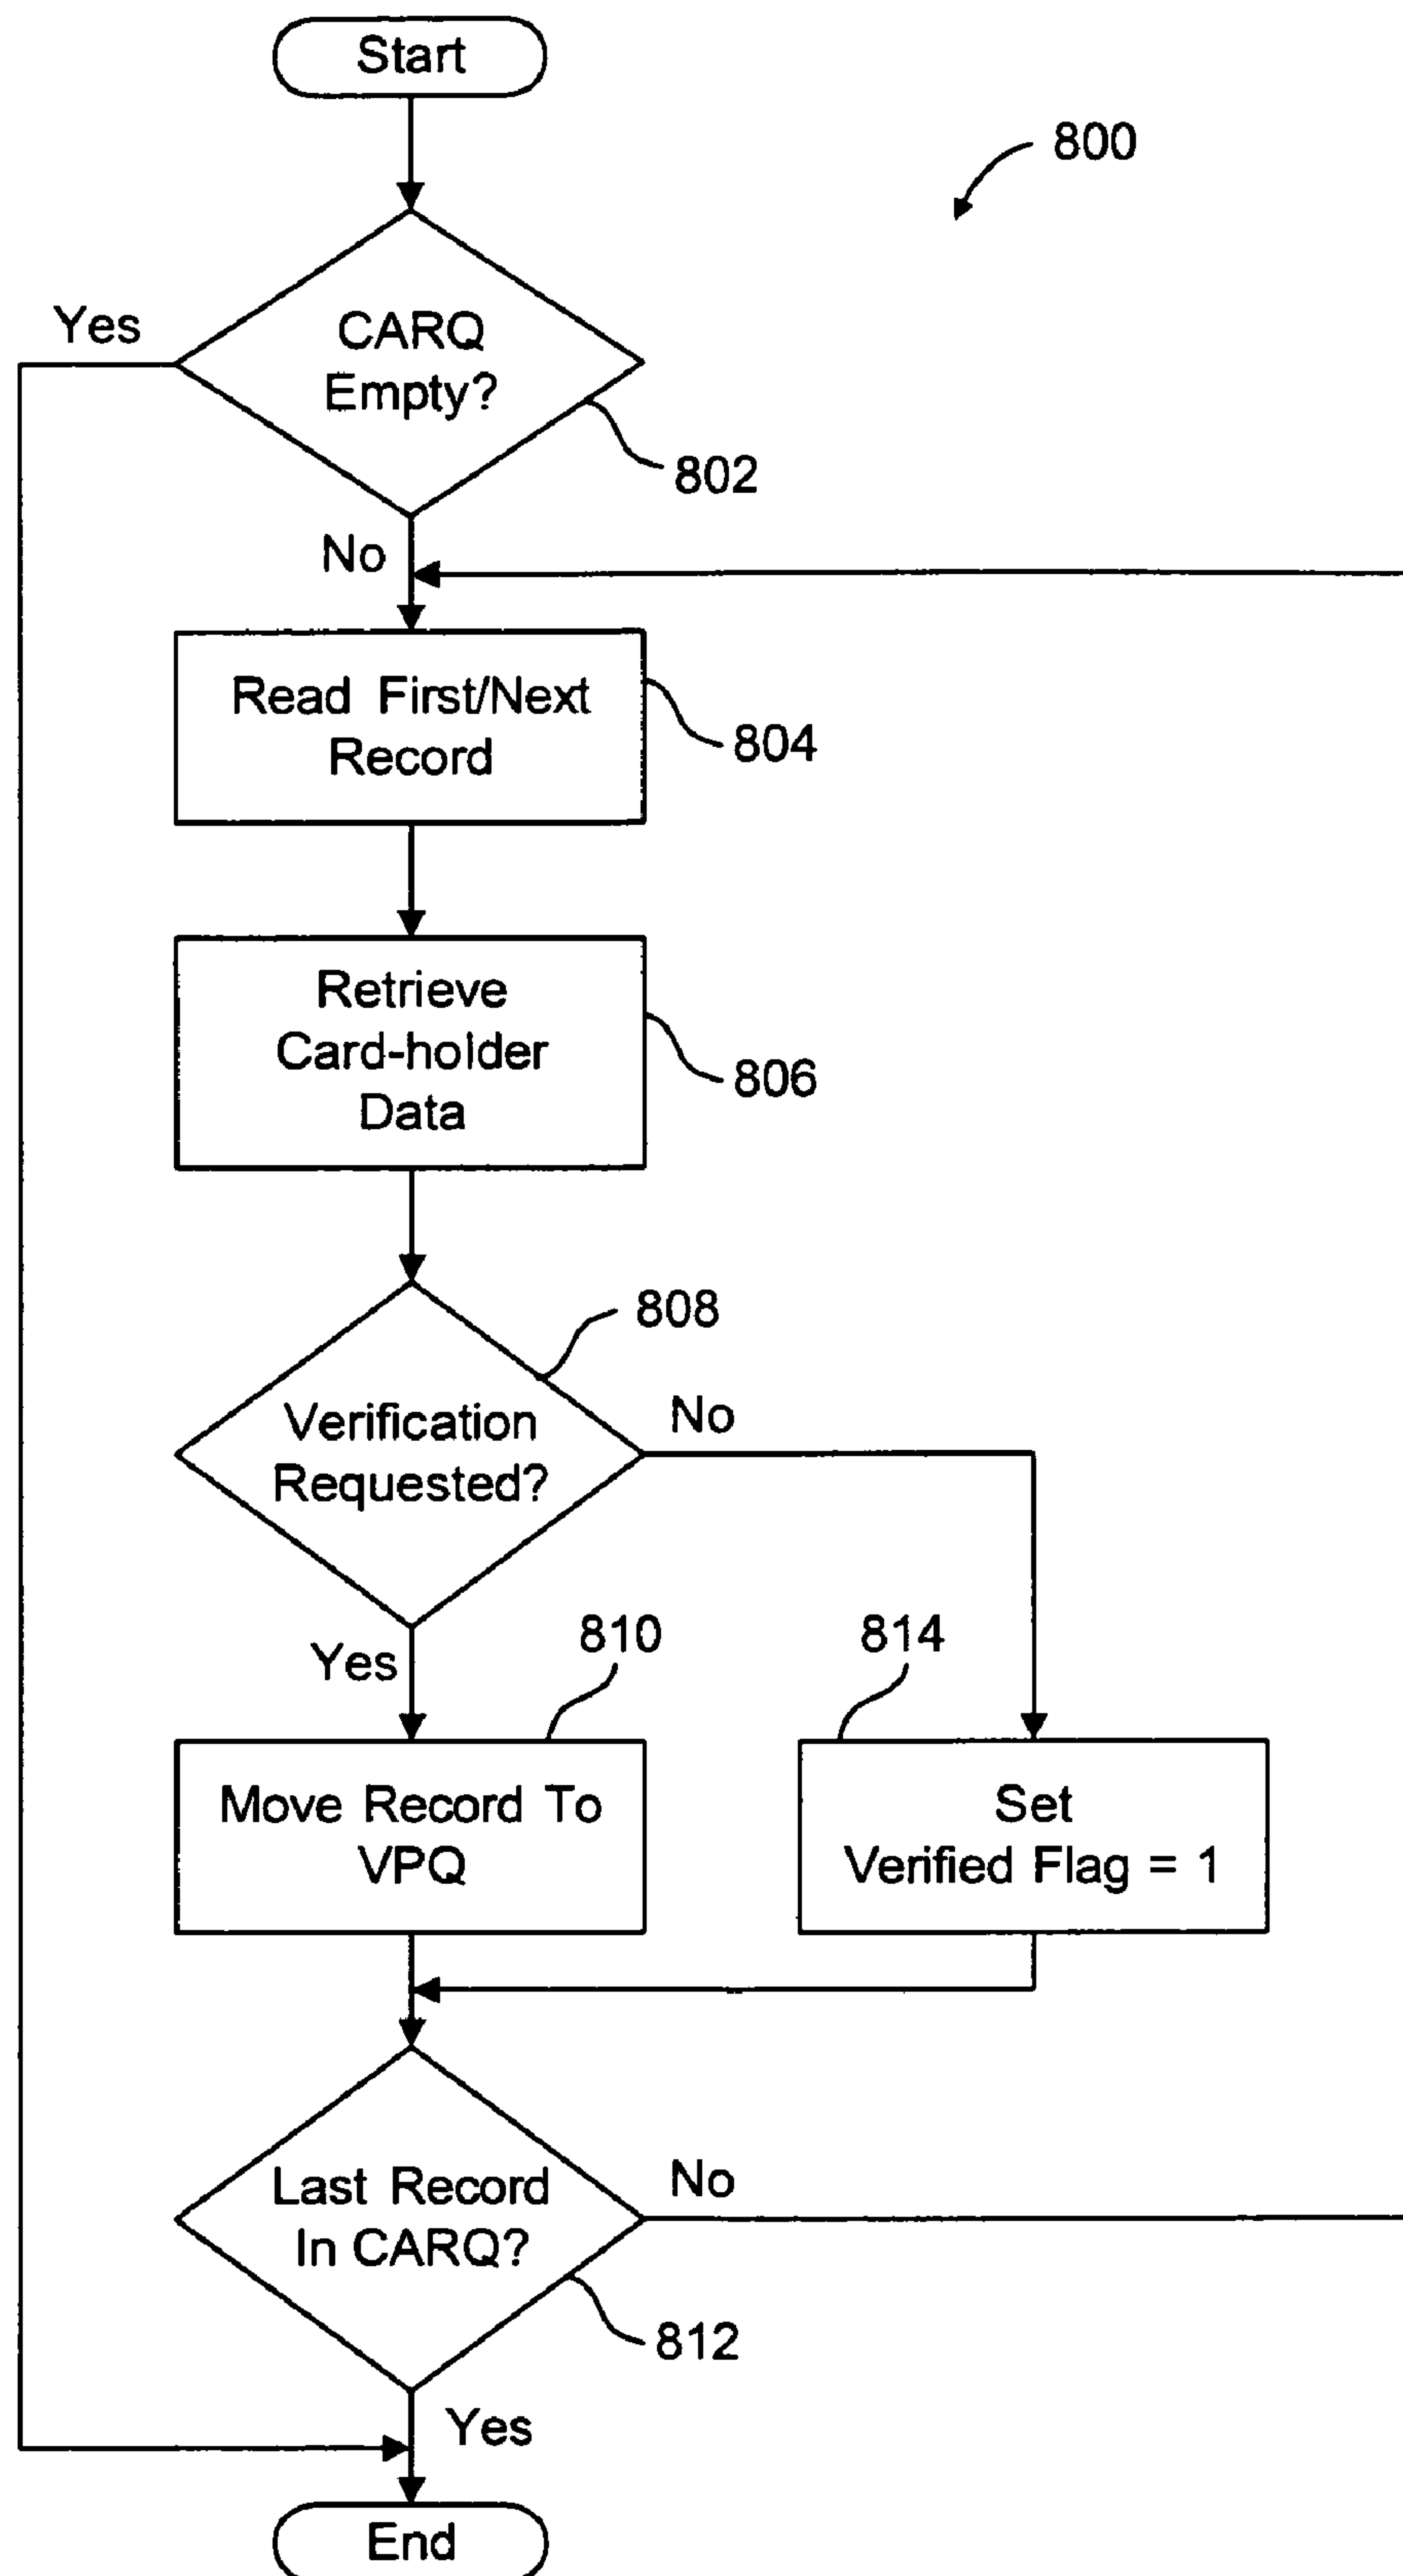 Start
800
Yes
CARQ
Empty?
802
No
Read First/Next
Record
804
Retrieve
Card-holder
Data
806
808
Verification
Requested?
No
Yes
810
814
Move Record To
VPQ
Set
Verified Flag = 1
Last Record
In CARQ?
No
812
Yes
End